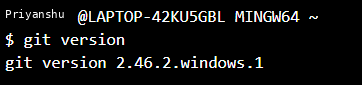 Priyanshu @LAPTOP-42KU5GBL MINGW64 ~
$ git version
git version 2.46.2.windows.1